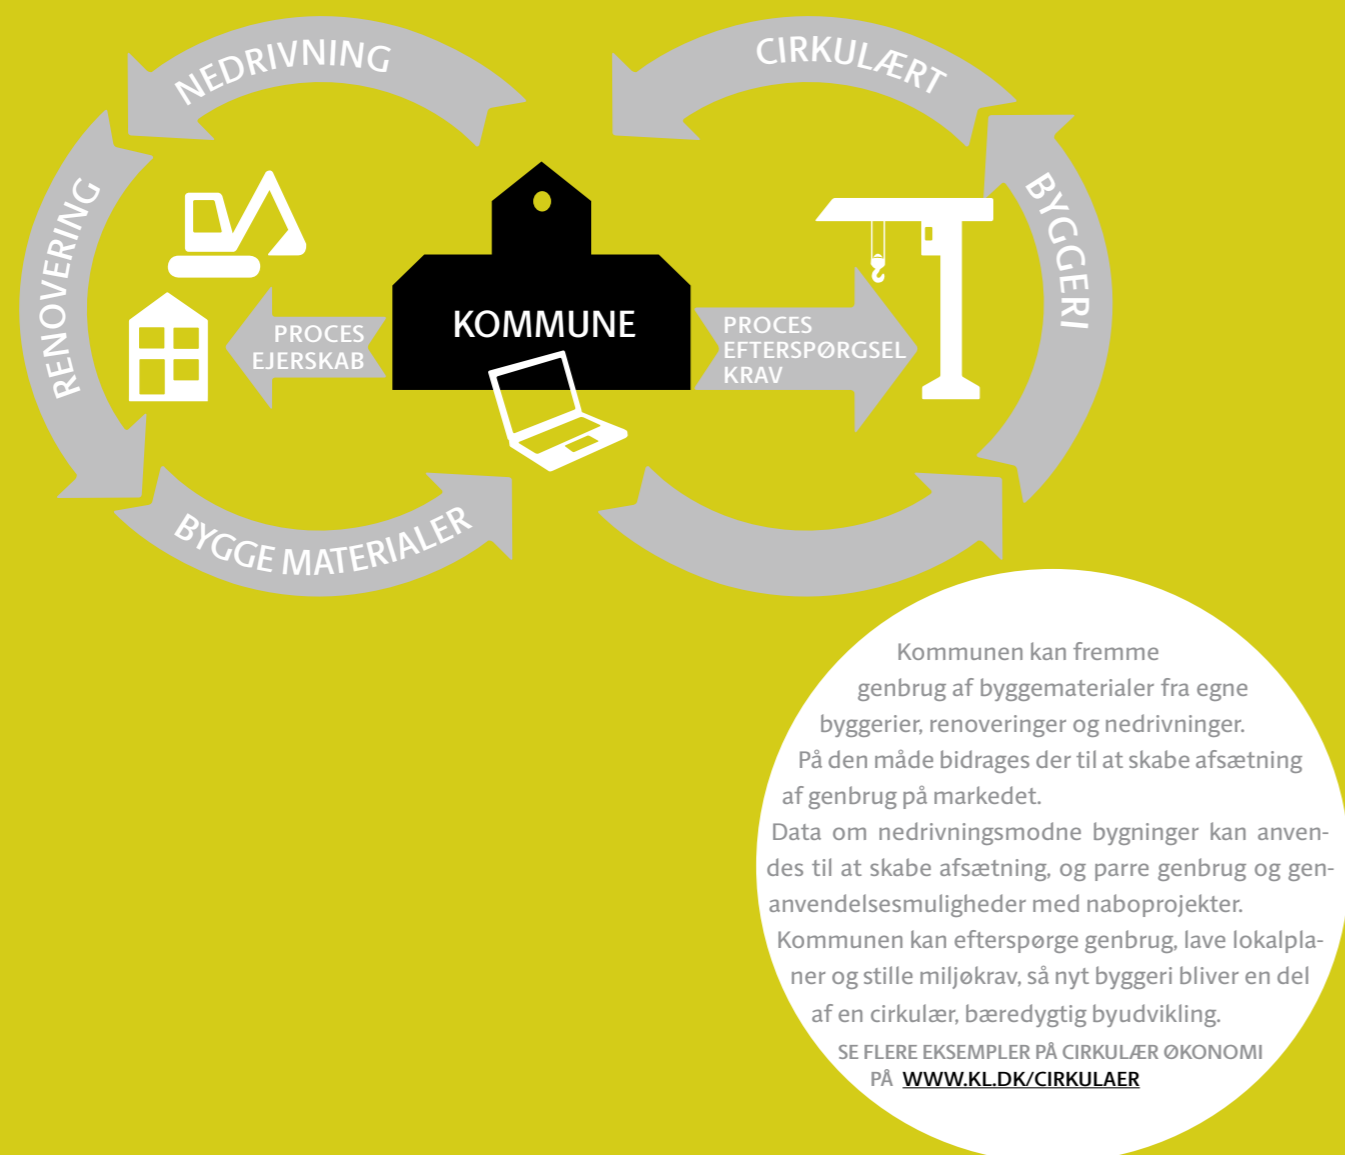 NEDRIVNING
CIRKULÆRT
RENOVERING
BYGGERI
PROCES
EJERSKAB
KOMMUNE
PROCES
EFTERSPØRGSEL
KRAV
BYGGE MATERIALER
Kommunen kan fremme
genbrug af byggematerialer fra egne
byggerier, renoveringer og nedrivninger.
På den måde bidrages der til at skabe afsætning
af genbrug på markedet.
Data om nedrivningsmodne bygninger kan anven-
des til at skabe afsætning, og parre genbrug og gen-
anvendelsesmuligheder med naboprojekter.
Kommunen kan efterspørge genbrug, lave lokalpla-
ner og stille miljøkrav, så nyt byggeri bliver en del
af en cirkulær, bæredygtig byudvikling.
SE FLERE EKSEMPLER PÅ CIRKULÆR ØKONOMI
PÅ WWW.KL.DK/CIRKULAER